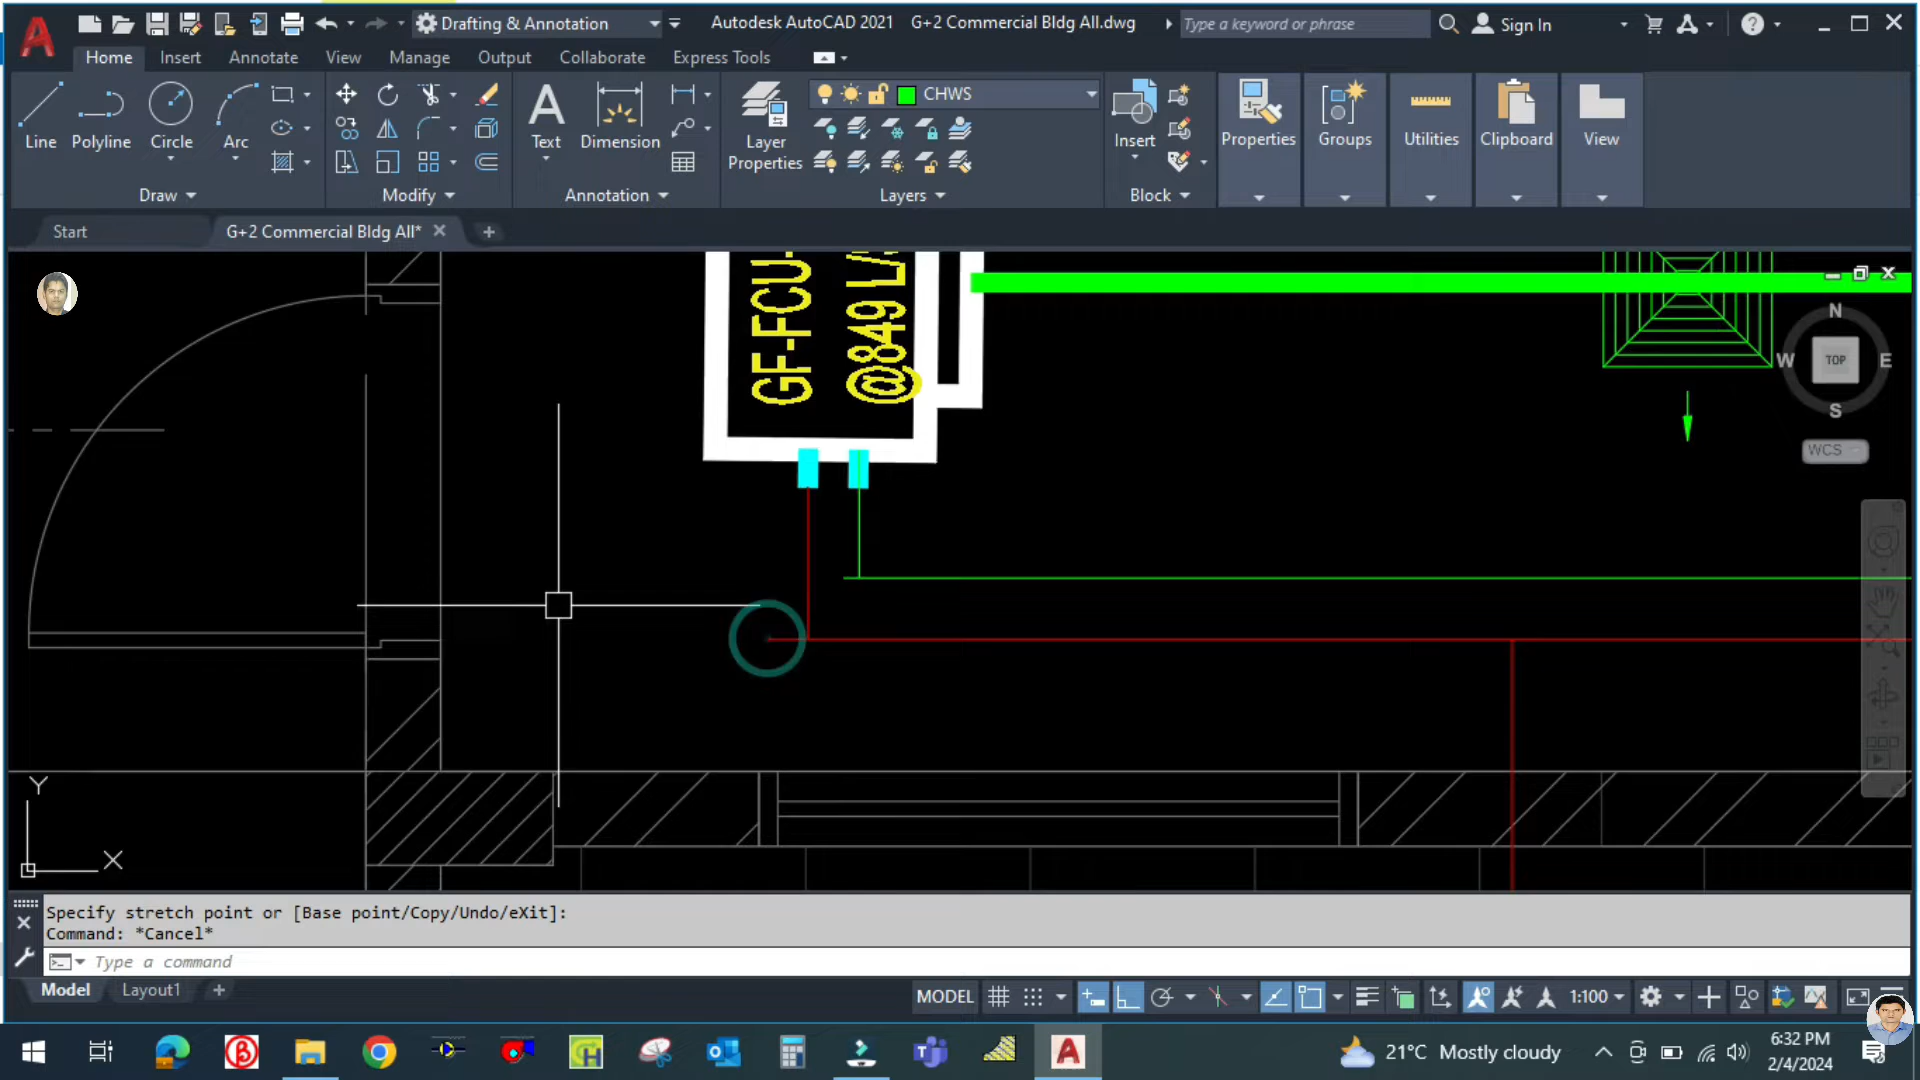 Drafting & Annotation
Autodesk AutoCAD 2021 G+2 Commercial Bldg All.dwg
Type a keyword or phrase
Sign In
Home
Insert
Annotate
View
Manage
Output
Collaborate
Express Tools
Line
Polyline
Circle
Arc
Text
Dimension
Layer
Properties
CHWS
Insert
Properties
Groups
Utilities
Clipboard
View
Draw
Modify
Annotation
Layers
Block
Start
G+2 Commercial Bldg All*
GF-FCU-
@849 L/
N
W
TOP
E
S
WCS
Y
X
Specify stretch point or [Base point/Copy/Undo/eXit]:
Command: *Cancel*
Type a command
Model
Layout1
MODEL
1:100
21°C Mostly cloudy
6:32 PM
2/4/2024